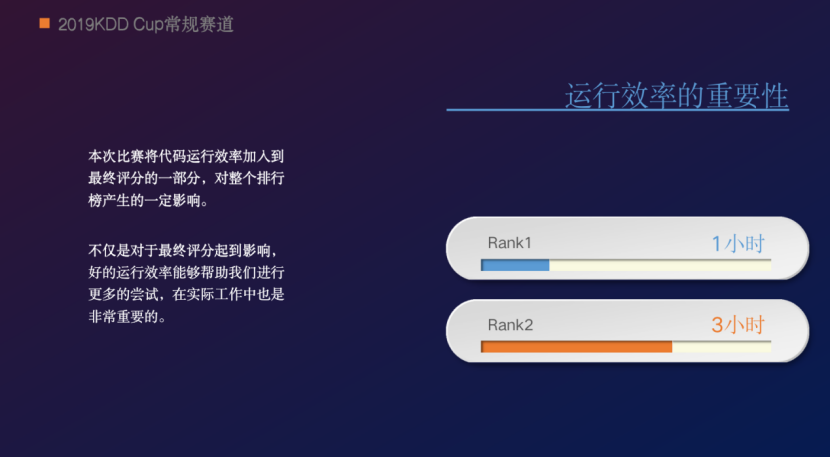 2019KDD Cup常规赛道
运行效率的重要性
本次比赛将代码运行效率加入到
最终评分的一部分，对整个排行
榜产生的一定影响。
不仅是对于最终评分起到影响，
好的运行效率能够帮助我们进行
更多的尝试，在实际工作中也是
非常重要的。
Rank1 1小时
Rank2 3小时